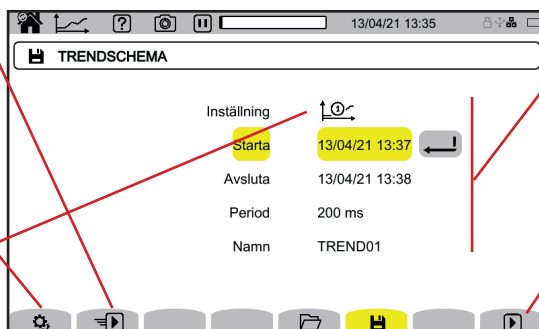 13/04/21 13:35
TRENDSCHEMA
Inställning 1
Starta 13/04/21 13:37
Avsluta 13/04/21 13:38
Period 200 ms
Namn TREND01